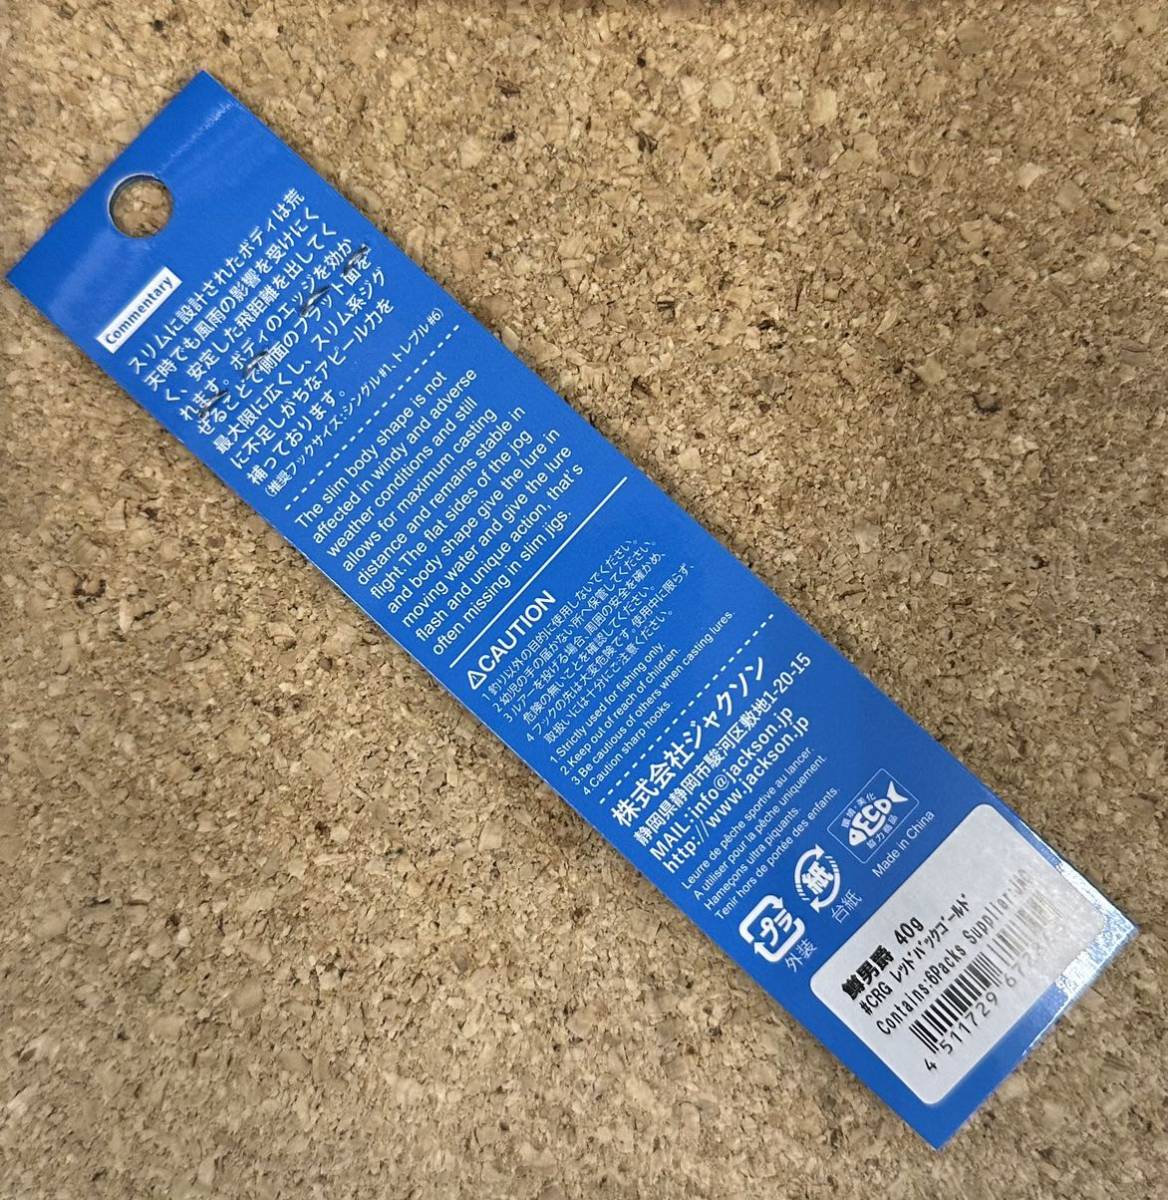 Commentary
スリムに設計されたボディは荒
天時でも風雨の影響を受けにく
く、安定した飛距離を出してく
れます。ボディのエッジを効か
せることで側面のフラット面を
最大限に広くし、スリム系ジグ
に不足しがちなアピール力を
補っております。
(推奨フックサイズ:シングル#1、トレブル#6)
The slim body shape is not
affected in windy and adverse
weather conditions and still
allows for maximum casting
distance and remains stable in
flight.The flat sides of the jog
and body shape give the lure in
moving water and give the lure
flash and unique action, that's
often missing in slim jigs.
⚠CAUTION
1 釣り以外の目的に使用しないでください。
2 幼児の手の届かない所へ保管してください。
3 ルアーを投げる場合、周囲の安全を確かめ、
危険の無いことを確認してください。
4 フックの先は大変危険です。使用中に限らず、
取扱いには十分にご注意ください。
1.Strictly used for fishing only.
2.Keep out of reach of children.
3 Be cautious of others when casting lures.
4.Caution sharp hooks.
株式会社ジャクソン
静岡県静岡市駿河区敷地1-20-15
MAIL:info@jackson.jp
http://www.jackson.jp
Leurre de pêche sportive au lancer.
A utiliser pour la pêche uniquement.
Hameçons ultra piquants.
Tenir hors de portée des enfants.
プラ
外装
紙
台紙
環境・美化
ECO
協力商品
Made in China
鱒男爵 40g
#CRG レッドバックゴールド
Contains:6Packs Supplier:
4 511729 672